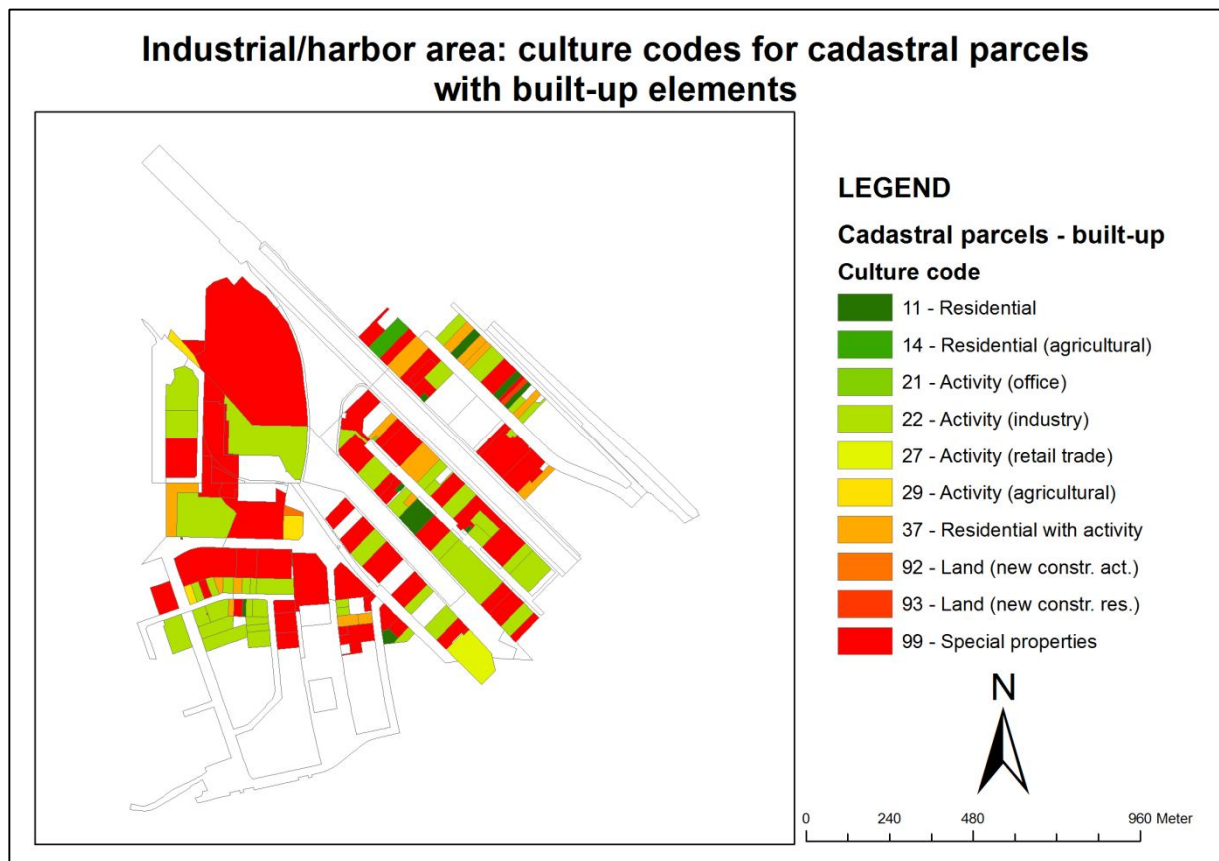 Industrial/harbor area: culture codes for cadastral parcels
with built-up elements
LEGEND
Cadastral parcels - built-up
Culture code
11 - Residential
14 - Residential (agricultural)
21 - Activity (office)
22 - Activity (industry)
27 - Activity (retail trade)
29 - Activity (agricultural)
37 - Residential with activity
92 - Land (new constr. act.)
93 - Land (new constr. res.)
99 - Special properties
N
0 240 480 960 Meter